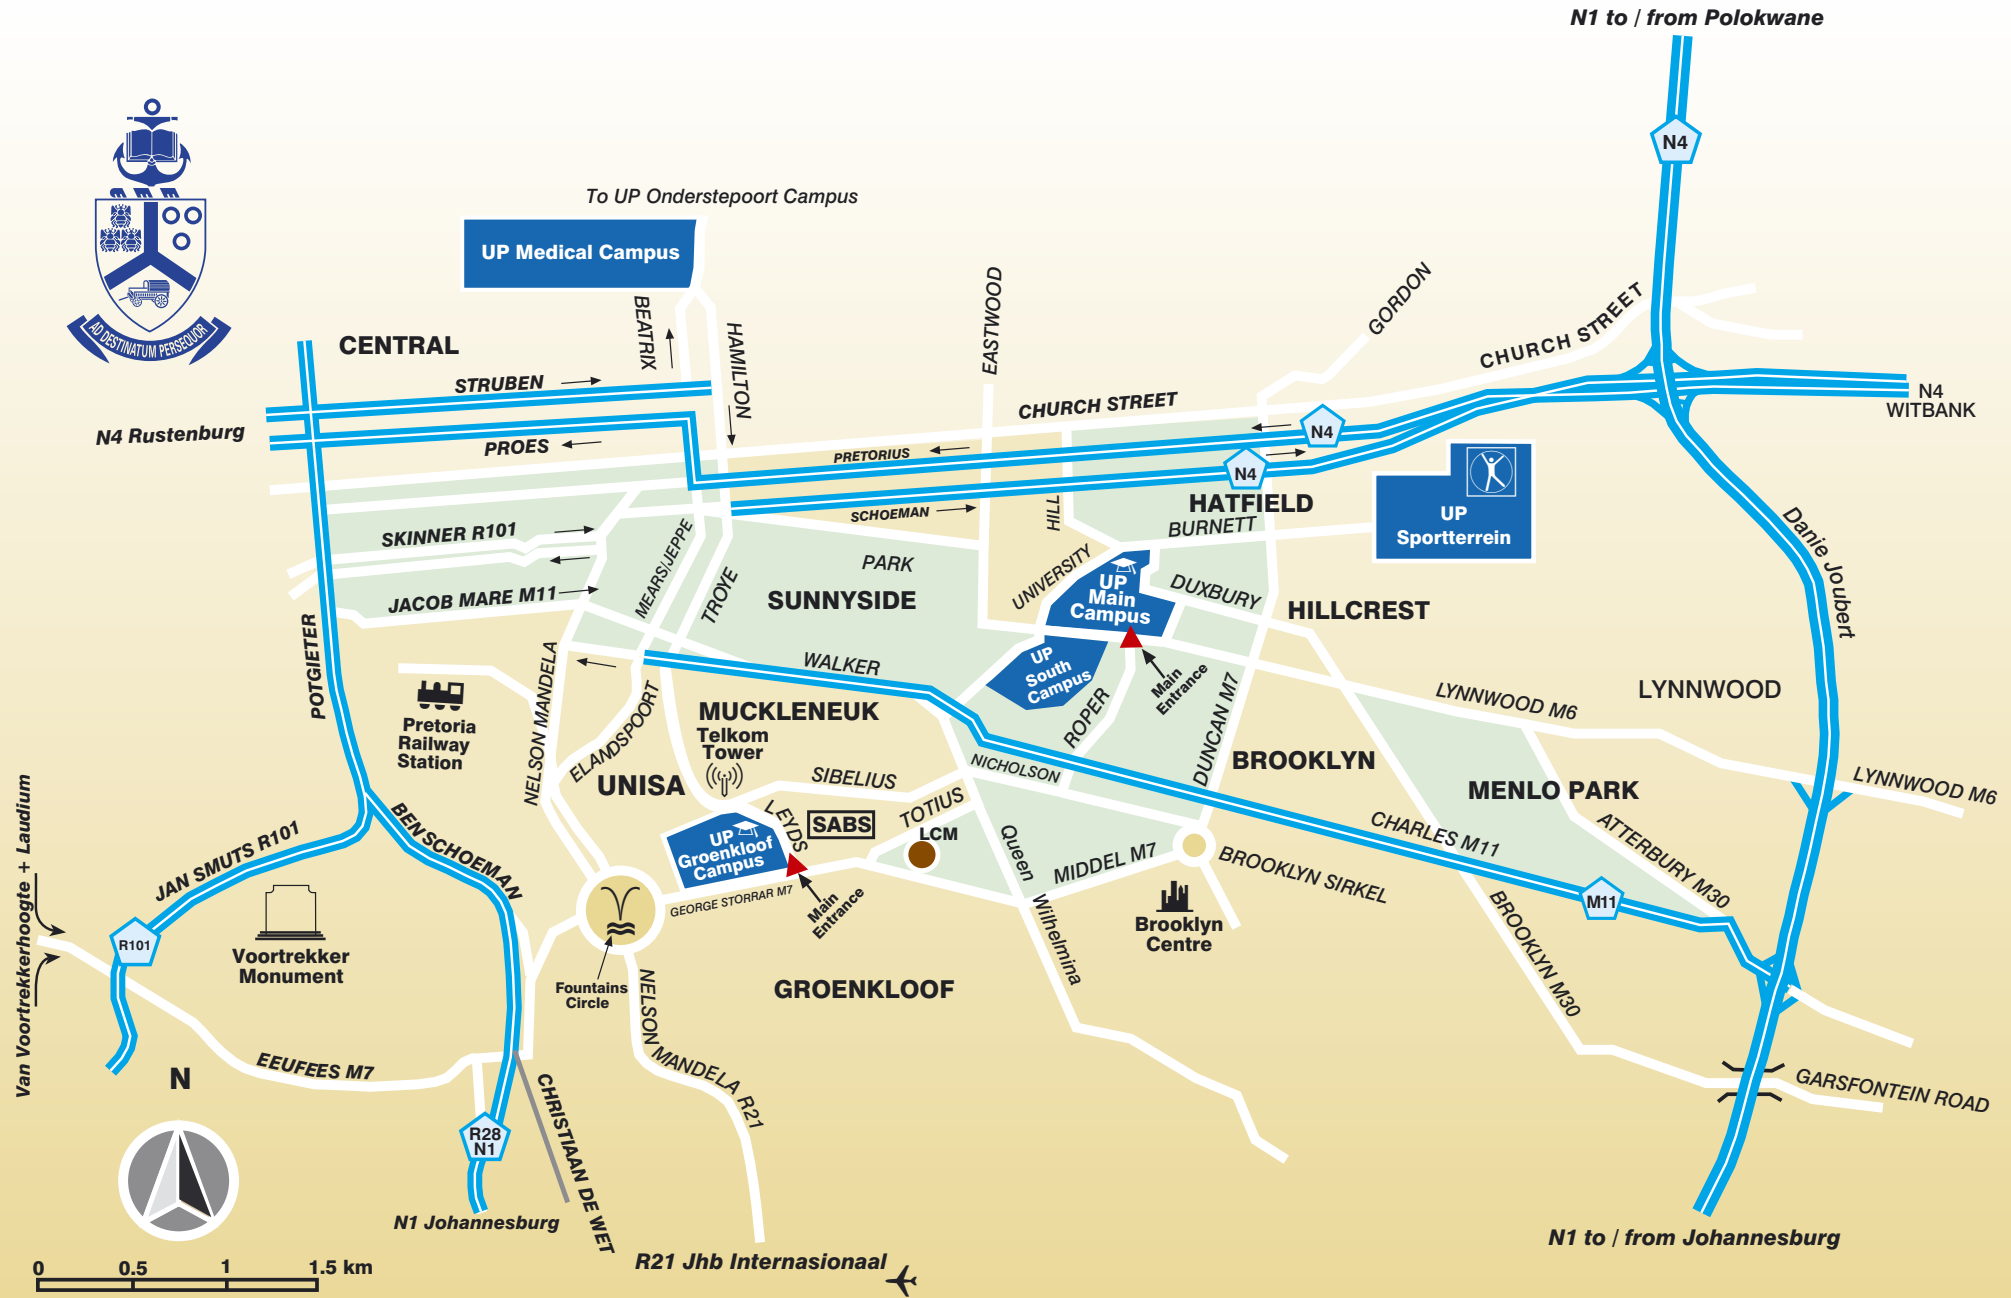 N1 to / from Polokwane
N4
To UP Onderstepoort Campus
UP Medical Campus
AD DESTINATUM PERSEQUOR
BEATRIX
HAMILTON
EASTWOOD
GORDON
CHURCH STREET
CENTRAL
STRUBEN
N4 Rustenburg
PROES
CHURCH STREET
PRETORIUS
N4
N4
N4
WITBANK
SCHOEMAN
HILL
HATFIELD
BURNETT
UP
Sportterrein
SKINNER R101
JACOB MARE M11
MEARS/JEPPE
TROYE
PARK
SUNNYSIDE
UNIVERSITY
UP
Main
Campus
DUXBURY
HILLCREST
Danie Joubert
POTGIETER
NELSON MANDELA
WALKER
UP
South
Campus
Main
Entrance
ROPER
DUNCAN M7
LYNNWOOD M6
LYNNWOOD
Pretoria
Railway
Station
ELANDSPOORT
MUCKLENEUK
Telkom
Tower
UNISA
SIBELIUS
NICHOLSON
BROOKLYN
MENLO PARK
LYNNWOOD M6
Van Voortrekkerhoogte + Laudium
JAN SMUTS R101
BEN SCHOEMAN
UP
Groenkloof
Campus
LEYDS
SABS
TOTIUS
LCM
Queen Wilhelmina
MIDDEL M7
BROOKLYN SIRKEL
CHARLES M11
ATTERBURY M30
M11
BROOKLYN M30
GEORGE STORRAR M7
Main
Entrance
R101
Voortrekker
Monument
Brooklyn
Centre
Fountains
Circle
GROENKLOOF
NELSON MANDELA R21
EEUFEES M7
N
CHRISTIAAN DE WET
R28
N1
GARSFONTEIN ROAD
N1 Johannesburg
R21 Jhb Internasionaal
N1 to / from Johannesburg
0 0.5 1 1.5 km